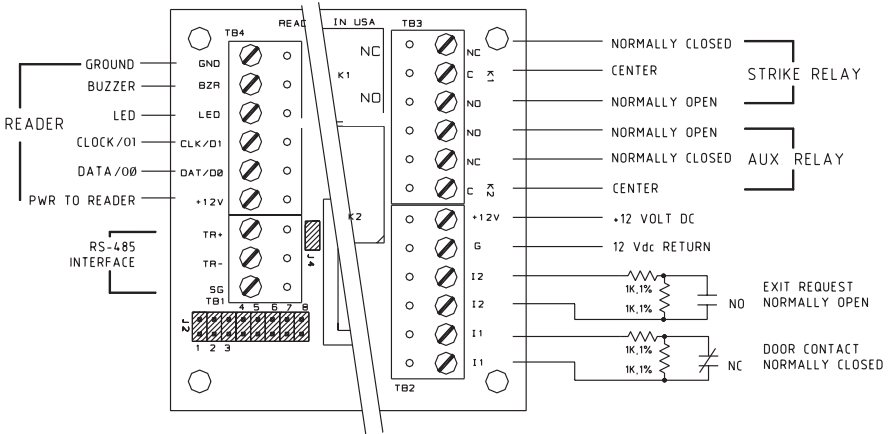 READ
IN USA
TB4
TB3
READER
GROUND
GND
BUZZER
BZR
LED
LED
CLOCK/01
CLK/D1
DATA/00
DAT/D0
PWR TO READER
+12V
RS-485
INTERFACE
TR+
TR-
SG
TB1
J4
J2
4 5 6 7 8
1 2 3
NC
K1
NO
K2
NC
NORMALLY CLOSED
C
K1
CENTER
NO
NORMALLY OPEN
STRIKE RELAY
NO
NORMALLY OPEN
NC
NORMALLY CLOSED
C
K2
CENTER
AUX RELAY
+12V
+12 VOLT DC
G
12 Vdc RETURN
I2
I2
1K,1%
1K,1%
NO
EXIT REQUEST
NORMALLY OPEN
I1
I1
1K,1%
1K,1%
NC
DOOR CONTACT
NORMALLY CLOSED
TB2